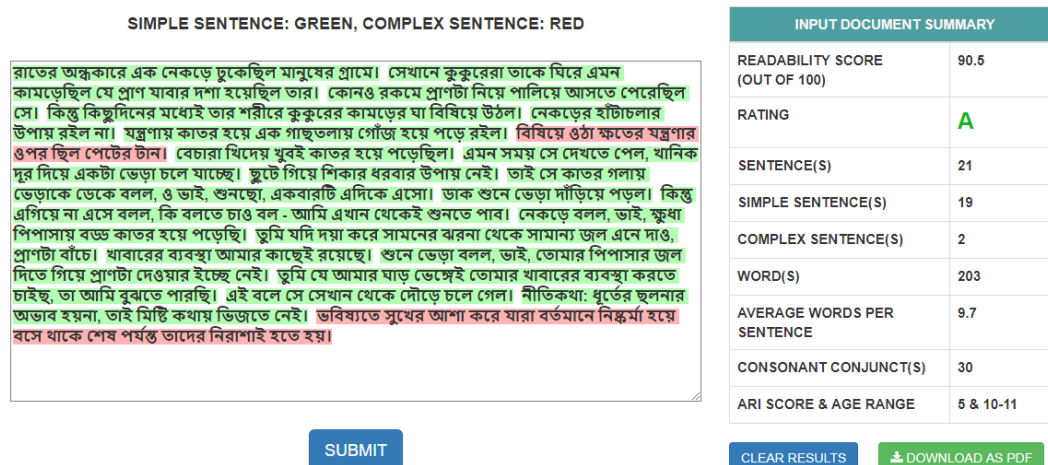 SIMPLE SENTENCE: GREEN, COMPLEX SENTENCE: RED
রাতের অন্ধকারে এক নেকড়ে ঢুকেছিল মানুষের গ্রামে। সেখানে কুকুরেরা তাকে ঘিরে এমন
কামড়েছিল যে প্রাণ যাবার দশা হয়েছিল তার। কোনও রকমে প্রাণটা নিয়ে পালিয়ে আসতে পেরেছিল
সে। কিন্তু কিছুদিনের মধ্যেই তার শরীরে কুকুরের কামড়ের ঘা বিষিয়ে উঠল। নেকড়ের হাঁটাচলার
উপায় রইল না। যন্ত্রণায় কাতর হয়ে এক গাছতলায় গোঁজ হয়ে পড়ে রইল। বিষিয়ে ওঠা ক্ষতের যন্ত্রণার
ওপর ছিল পেটের টান। বেচারা খিদেয় খুবই কাতর হয়ে পড়েছিল। এমন সময় সে দেখতে পেল, খানিক
দূর দিয়ে একটা ভেড়া চলে যাচ্ছে। ছুটে গিয়ে শিকার ধরবার উপায় নেই। তাই সে কাতর গলায়
ভেড়াকে ডেকে বলল, ও ভাই, শুনছো, একবারটি এদিকে এসো। ডাক শুনে ভেড়া দাঁড়িয়ে পড়ল। কিন্তু
এগিয়ে না এসে বলল, কি বলতে চাও বল - আমি এখান থেকেই শুনতে পাব। নেকড়ে বলল, ভাই, ক্ষুধা
পিপাসায় বড্ড কাতর হয়ে পড়েছি। তুমি যদি দয়া করে সামনের ঝরনা থেকে সামান্য জল এনে দাও,
প্রাণটা বাঁচে। খাবারের ব্যবস্থা আমার কাছেই রয়েছে। শুনে ভেড়া বলল, ভাই, তোমার পিপাসার জল
দিতে গিয়ে প্রাণটা দেওয়ার ইচ্ছে নেই। তুমি যে আমার ঘাড় ভেঙ্গেই তোমার খাবারের ব্যবস্থা করতে
চাইছ, তা আমি বুঝতে পারছি। এই বলে সে সেখান থেকে দৌড়ে চলে গেল। নীতিকথা: ধূর্তের ছলনার
অভাব হয়না, তাই মিষ্টি কথায় ভিজতে নেই। ভবিষ্যতে সুখের আশা করে যারা বর্তমানে নিষ্কর্মা হয়ে
বসে থাকে শেষ পর্যন্ত তাদের নিরাশাই হতে হয়।
SUBMIT
INPUT DOCUMENT SUMMARY
READABILITY SCORE (OUT OF 100) 90.5
RATING A
SENTENCE(S) 21
SIMPLE SENTENCE(S) 19
COMPLEX SENTENCE(S) 2
WORD(S) 203
AVERAGE WORDS PER SENTENCE 9.7
CONSONANT CONJUNCT(S) 30
ARI SCORE & AGE RANGE 5 & 10-11
CLEAR RESULTS DOWNLOAD AS PDF